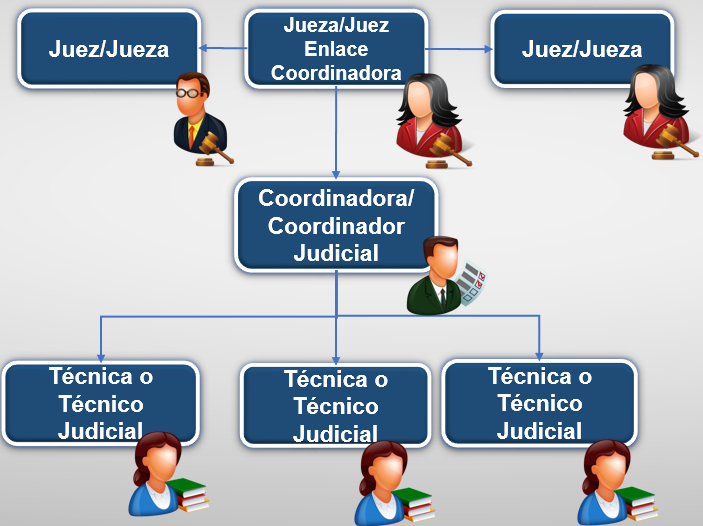 Juez/Jueza
Jueza/Juez
Enlace
Coordinadora
Juez/Jueza
Coordinadora/
Coordinador
Judicial
Técnica o
Técnico
Judicial
Técnica o
Técnico
Judicial
Técnica o
Técnico
Judicial